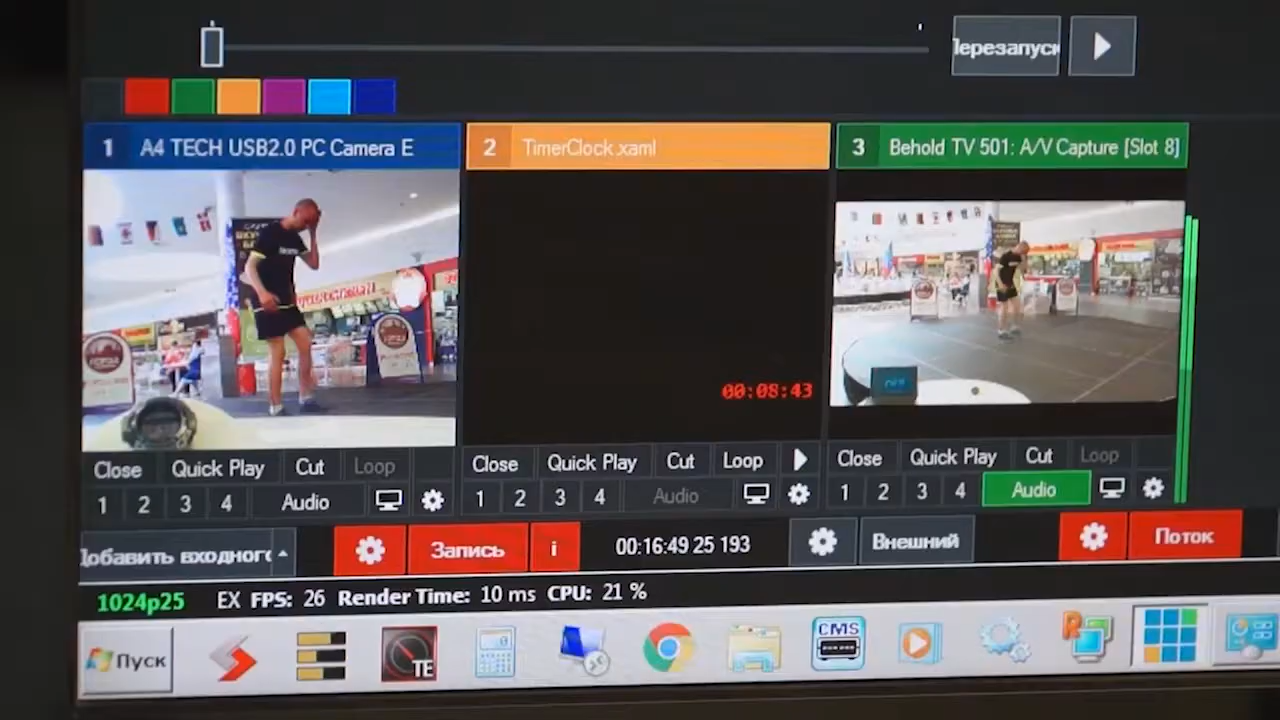 Перезапуск
1 A4 TECH USB2.0 PC Camera E
2 TimerClock.xaml
3 Behold TV 501: A/V Capture [Slot 8]
00:08:43
Close Quick Play Cut Loop
1 2 3 4 Audio
Close Quick Play Cut Loop
1 2 3 4 Audio
Close Quick Play Cut Loop
1 2 3 4 Audio
Добавить входного
Запись
i
00:16:49 25 193
Внешний
Поток
1024p25 EX FPS: 26 Render Time: 10 ms CPU: 21 %
Пуск
TE
CMS
R